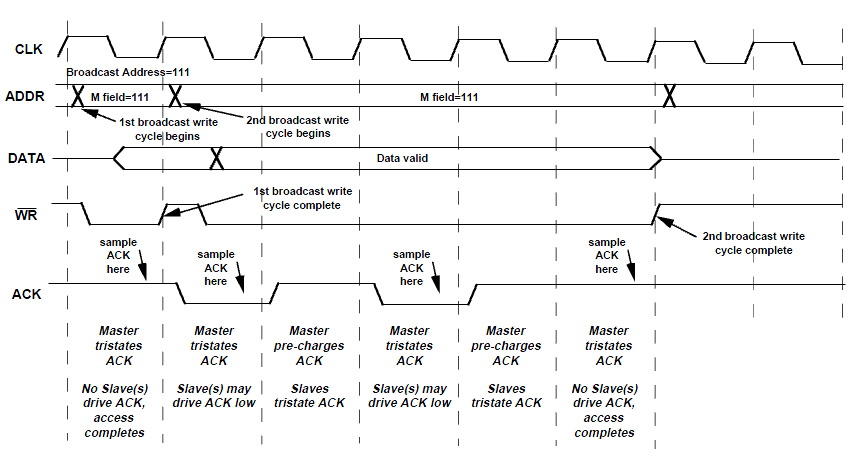 CLK
Broadcast Address=111
ADDR
M field=111
M field=111
1st broadcast write
cycle begins
2nd broadcast write
cycle begins
DATA
Data valid
WR
1st broadcast write
cycle complete
2nd broadcast write
cycle complete
sample
ACK
here
sample
ACK
here
sample
ACK
here
sample
ACK
here
ACK
Master
tristates
ACK
Master
tristates
ACK
Master
pre-charges
ACK
Master
tristates
ACK
Master
pre-charges
ACK
Master
tristates
ACK
No Slave(s)
drive ACK,
access
completes
Slave(s) may
drive ACK low
Slaves
tristate ACK
Slave(s) may
drive ACK low
Slaves
tristate ACK
No Slave(s)
drive ACK,
access
completes